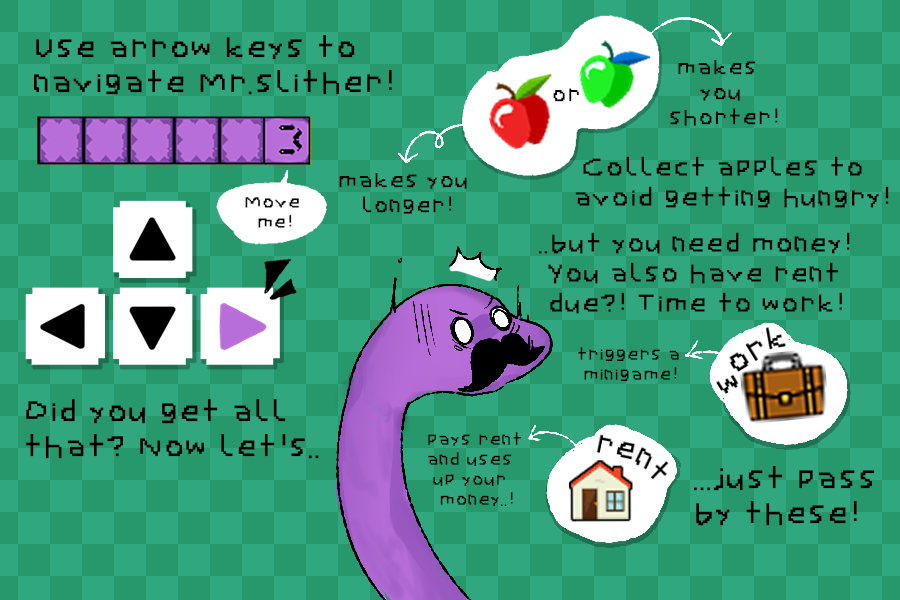 Use arrow keys to
navigate Mr.Slither!
Move
me!
or
makes you
longer!
makes
you
shorter!
Collect apples to
avoid getting hungry!
..but you need money!
You also have rent
due?! Time to work!
triggers a
minigame!
work
Pays rent
and uses
up your
money..!
rent
....just pass
by these!
Did you get all
that? Now let's..